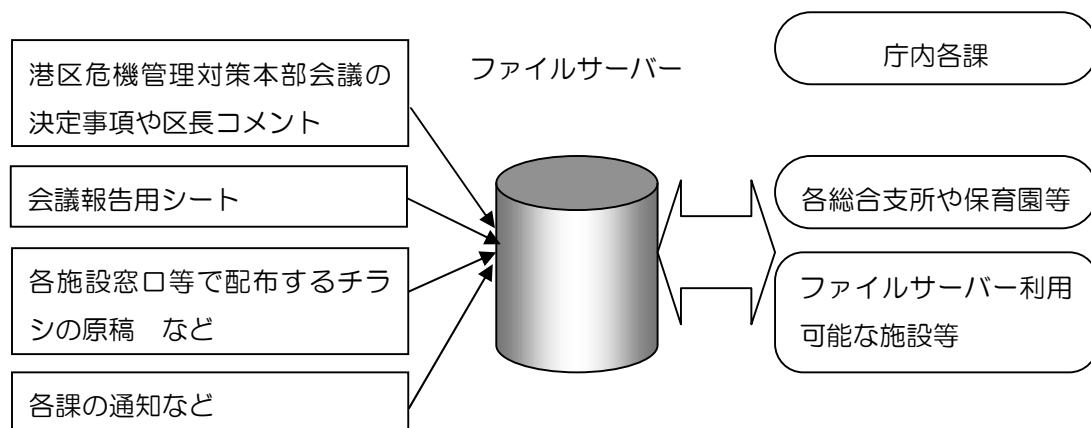 港区危機管理対策本部会議の
決定事項や区長コメント
会議報告用シート
各施設窓口等で配布するチラ
シの原稿　など
各課の通知など
ファイルサーバー
庁内各課
各総合支所や保育園等
ファイルサーバー利用
可能な施設等